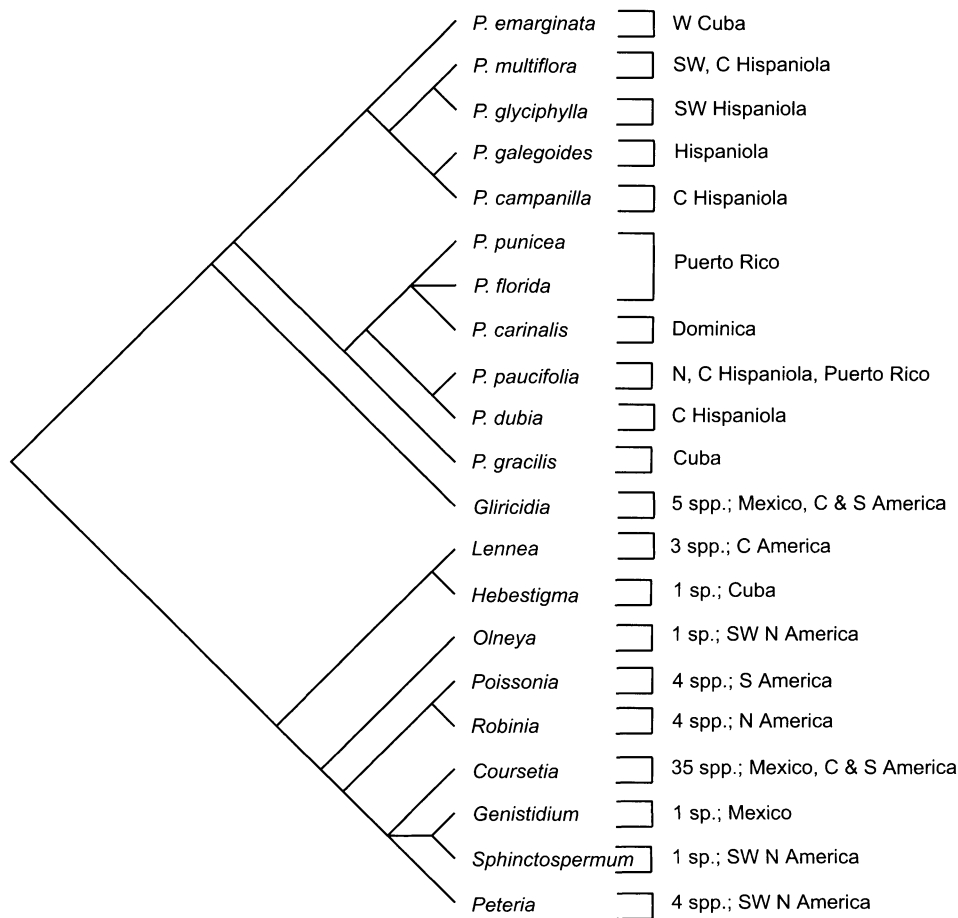 P. emarginata W Cuba
P. multiflora SW, C Hispaniola
P. glyciphylla SW Hispaniola
P. galegoides Hispaniola
P. campanilla C Hispaniola
P. punicea
Puerto Rico
P. florida
P. carinalis Dominica
P. paucifolia N, C Hispaniola, Puerto Rico
P. dubia C Hispaniola
P. gracilis Cuba
Gliricidia 5 spp.; Mexico, C & S America
Lennea 3 spp.; C America
Hebestigma 1 sp.; Cuba
Olneya 1 sp.; SW N America
Poissonia 4 spp.; S America
Robinia 4 spp.; N America
Coursetia 35 spp.; Mexico, C & S America
Genistidium 1 sp.; Mexico
Sphinctospermum 1 sp.; SW N America
Peteria 4 spp.; SW N America